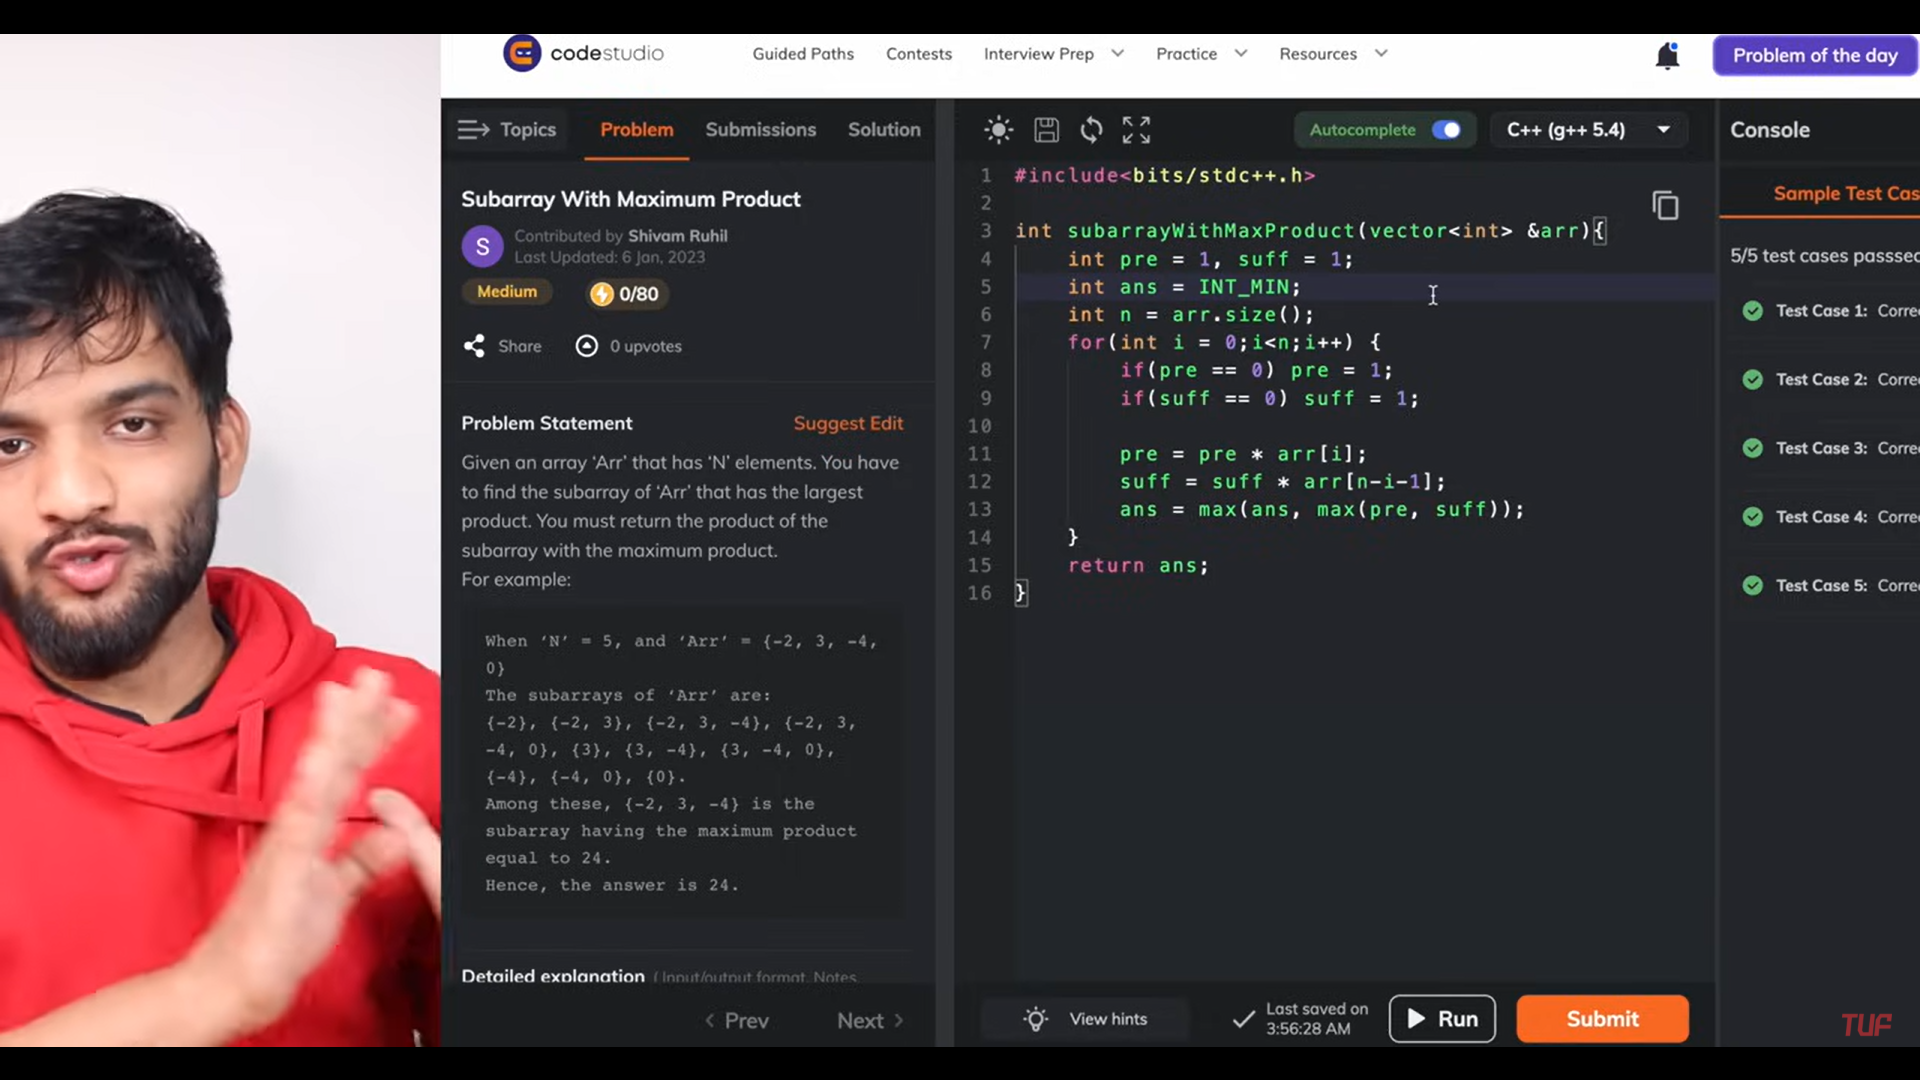 codestudio
Guided Paths
Contests
Interview Prep
Practice
Resources
Problem of the day
Topics
Problem
Submissions
Solution
Autocomplete
C++ (g++ 5.4)
Console
Subarray With Maximum Product
S
Contributed by Shivam Ruhil
Last Updated: 6 Jan, 2023
Medium
0/80
Share
0 upvotes
Problem Statement
Suggest Edit
Given an array ‘Arr’ that has ‘N’ elements. You have
to find the subarray of ‘Arr’ that has the largest
product. You must return the product of the
subarray with the maximum product.
For example:
When ‘N’ = 5, and ‘Arr’ = {-2, 3, -4,
0}
The subarrays of ‘Arr’ are:
{-2}, {-2, 3}, {-2, 3, -4}, {-2, 3,
-4, 0}, {3}, {3, -4}, {3, -4, 0},
{-4}, {-4, 0}, {0}.
Among these, {-2, 3, -4} is the
subarray having the maximum product
equal to 24.
Hence, the answer is 24.
Detailed explanation ( Input/output format, Notes,
Prev
Next
1 #include<bits/stdc++.h>
2
3 int subarrayWithMaxProduct(vector<int> &arr){
4 int pre = 1, suff = 1;
5 int ans = INT_MIN;
6 int n = arr.size();
7 for(int i = 0;i<n;i++) {
8 if(pre == 0) pre = 1;
9 if(suff == 0) suff = 1;
10
11 pre = pre * arr[i];
12 suff = suff * arr[n-i-1];
13 ans = max(ans, max(pre, suff));
14 }
15 return ans;
16 }
View hints
Last saved on
3:56:28 AM
Run
Submit
Sample Test Cas
5/5 test cases passsed
Test Case 1: Corre
Test Case 2: Corre
Test Case 3: Corre
Test Case 4: Corre
Test Case 5: Corre
TUF